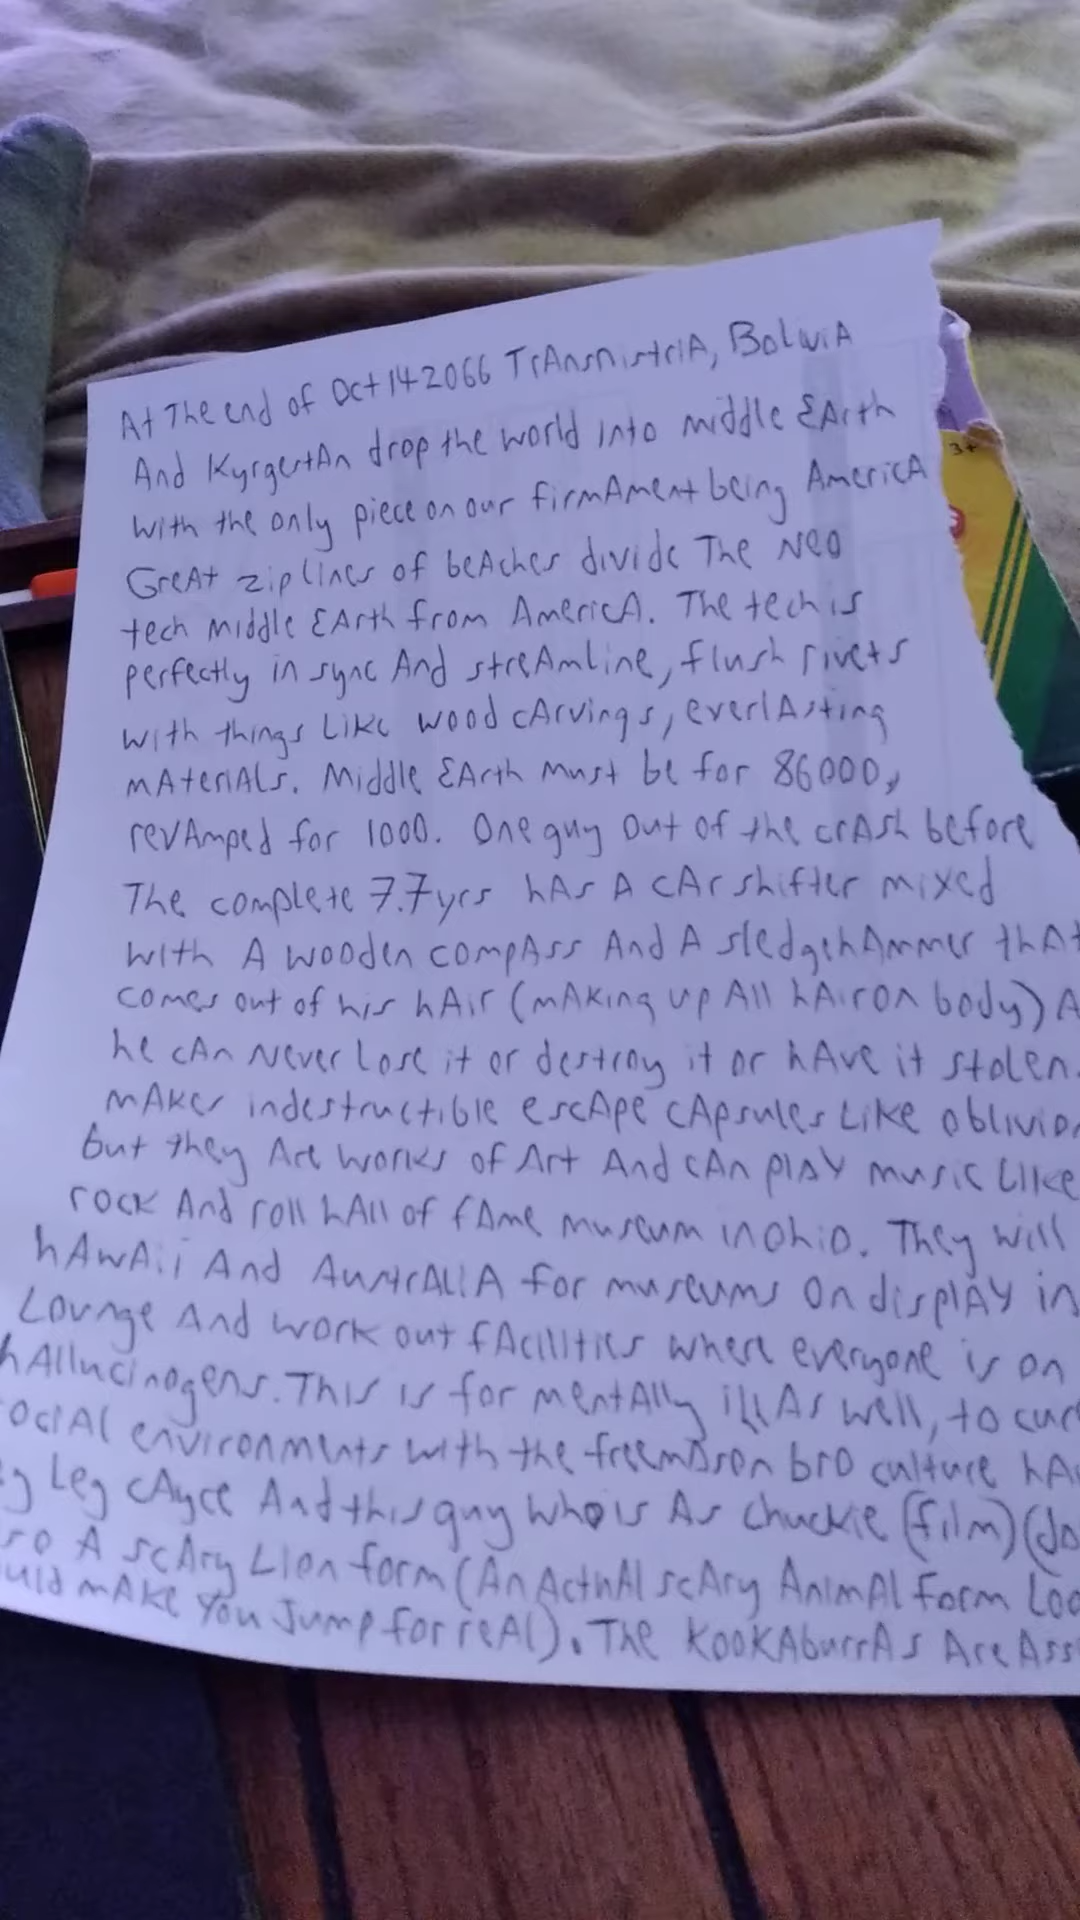 At The end of Oct 14 2066 TrAnsnistriA, BoliviA
And KyrgestAn drop the world into middle EArth
with the only piece on our firmAment being AmericA
GreAt zip lines of beAches divide The Neo
tech Middle EArth from AmericA. The tech is
perfectly in sync And streAmline, flush rivets
with things Like wood cArvings, everlAsting
mAteriAls. Middle EArth Must be for 86000,
revAmped for 1000. One guy out of the crAsh before
The complete 7.7yrs hAs A cAr shifter mixed
with A wooden compAss And A sledgehAmmer thAt
comes out of his hAir (mAking up All hAir on body) A
he cAn Never Lose it or destroy it or hAve it stolen.
mAkes indestructible escApe cApsules Like oblivion
but they Are works of Art And cAn plAy music Like
rock And roll hAll of fAme museum in ohio. They will
hAwAii And AustrAliA for museums On displAy in
Lounge And work out fAcilities where everyone is on
hAllucinogens. This is for mentAlly ill As well, to
ociAl environments with the freemAson bro culture
Leg cAyce And this guy who is As Chuckie (film)
A scAry Lion form (An ActuAl scAry AnimAl form
mAke You Jump for reAl). The KookAburrAs Are
3+